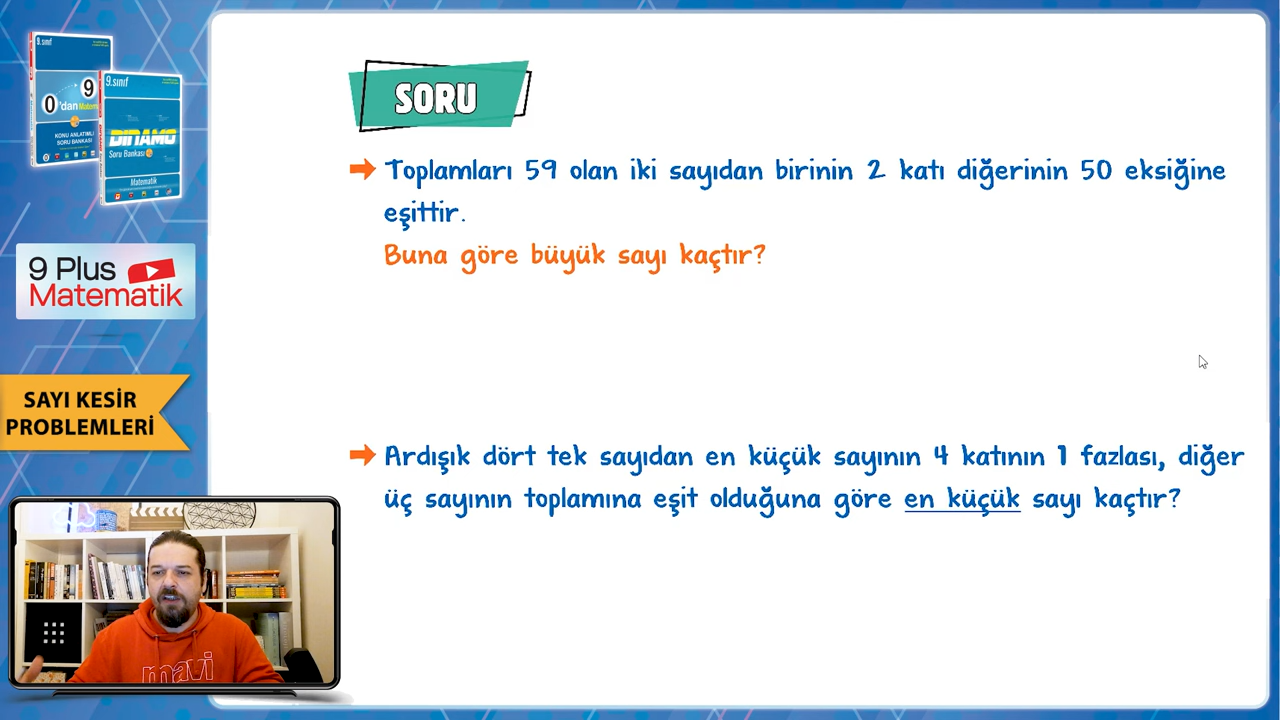 9.sınıf
0'dan 9
Matem
KONU ANLATIMLI
SORU BANKASI
9.sınıf
DİNAMO
Soru Bankası
Matematik
9 Plus
Matematik
SAYI KESİR
PROBLEMLERİ
SORU
Toplamları 59 olan iki sayıdan birinin 2 katı diğerinin 50 eksiğine
eşittir.
Buna göre büyük sayı kaçtır?
Ardışık dört tek sayıdan en küçük sayının 4 katının 1 fazlası, diğer
üç sayının toplamına eşit olduğuna göre en küçük sayı kaçtır?
mavi